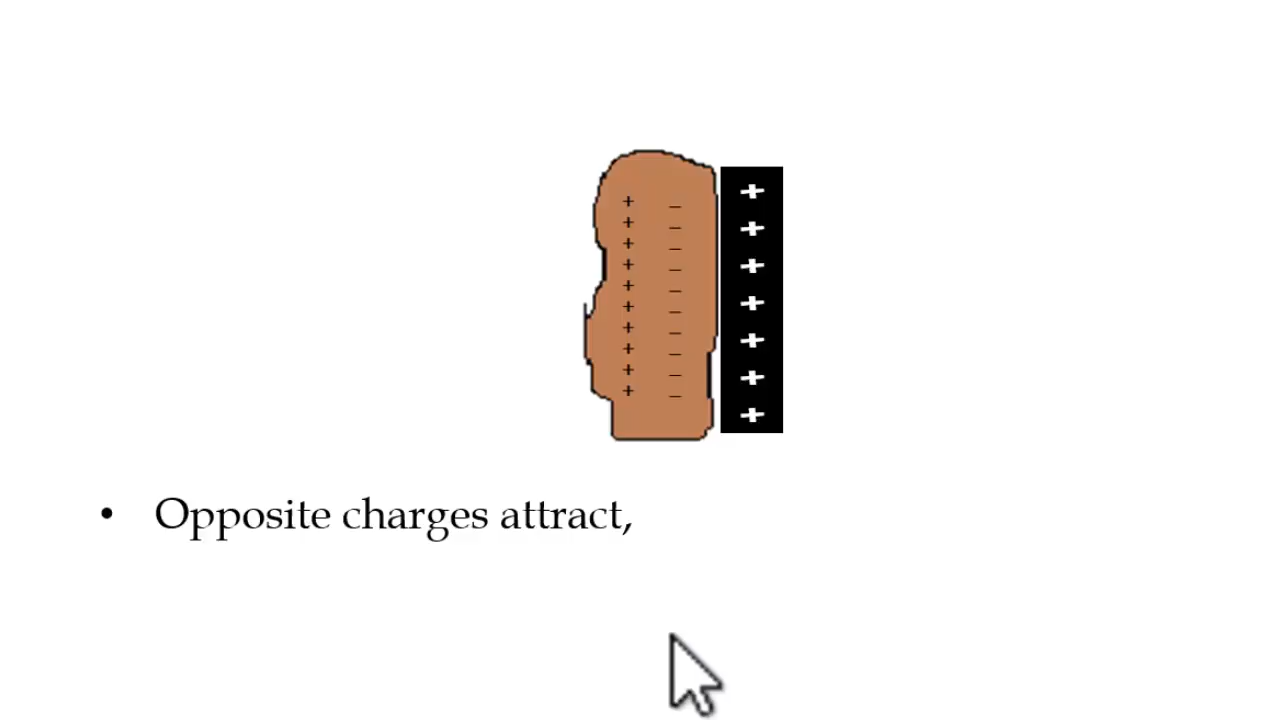 + − +
+ − +
+ − +
+ − +
+ − +
+ − +
+ − +
+ −
+ −
+ −
• Opposite charges attract,